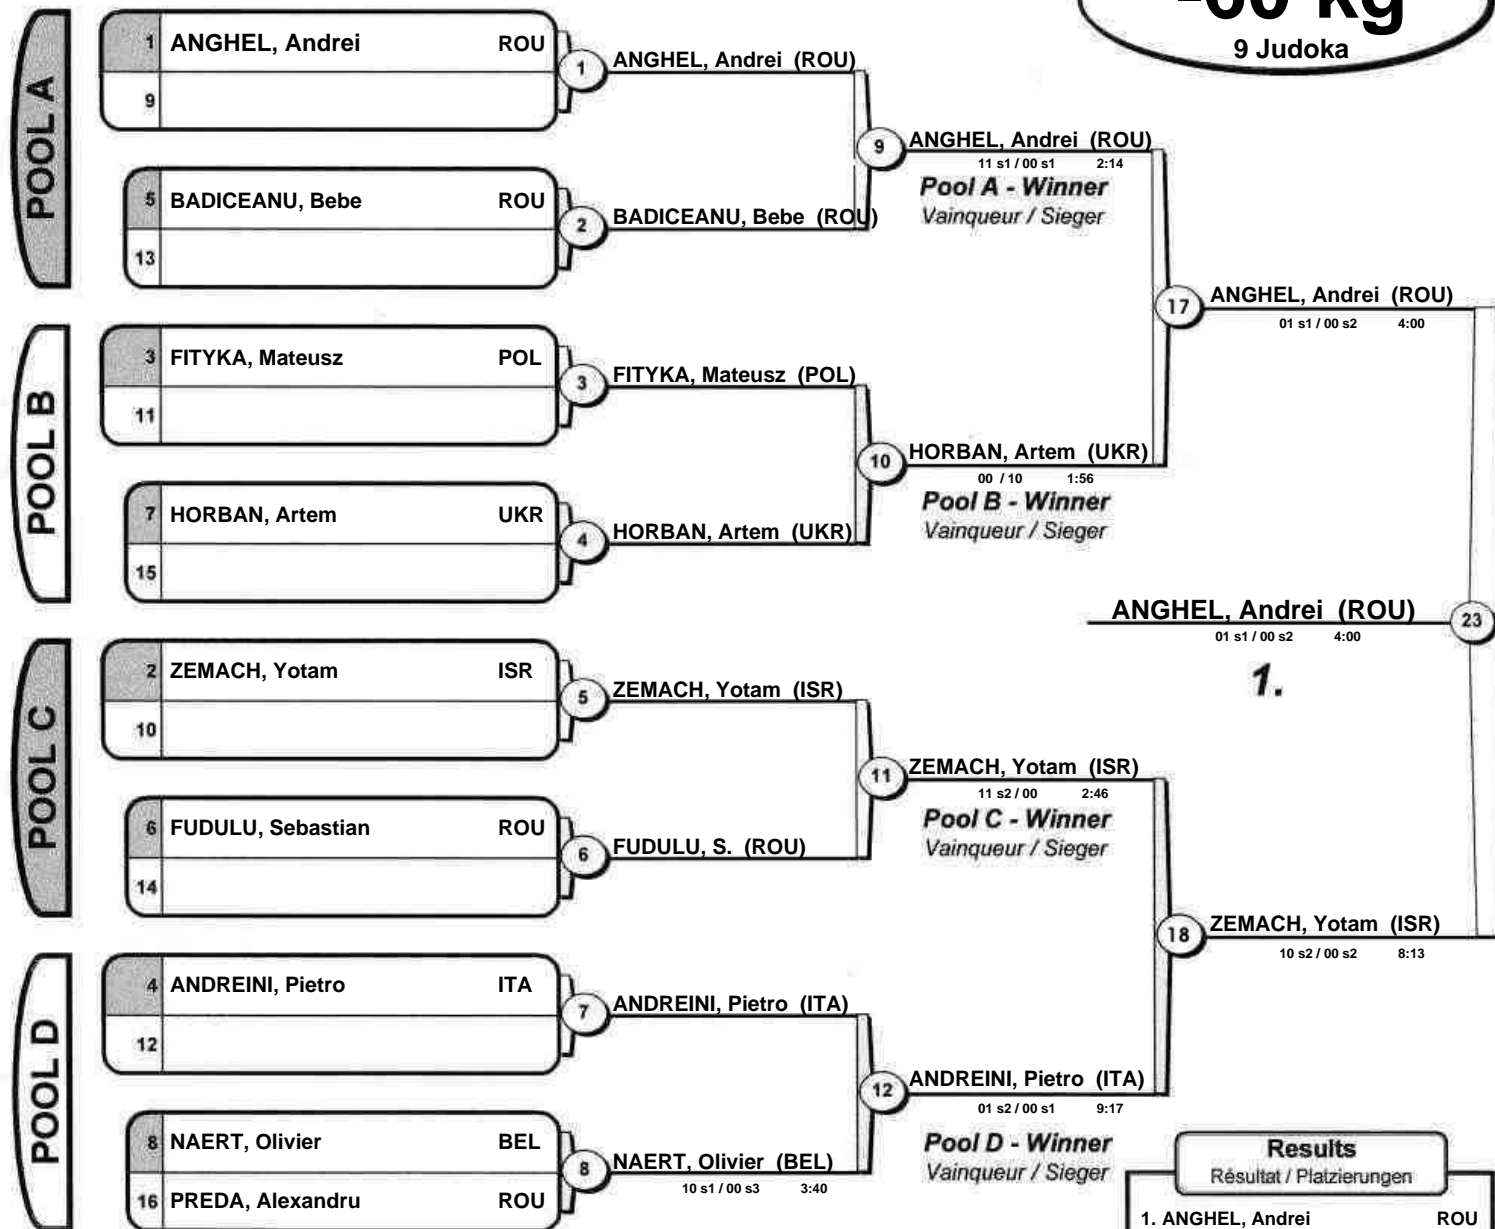 -60 kg
9 Judoka
POOL A
1 ANGHEL, Andrei ROU
9
1
ANGHEL, Andrei (ROU)
5 BADICEANU, Bebe ROU
13
2
BADICEANU, Bebe (ROU)
9
ANGHEL, Andrei (ROU)
11 s1 / 00 s1 2:14
Pool A - Winner
Vainqueur / Sieger
POOL B
3 FITYKA, Mateusz POL
11
3
FITYKA, Mateusz (POL)
7 HORBAN, Artem UKR
15
4
HORBAN, Artem (UKR)
10
HORBAN, Artem (UKR)
00 / 10 1:56
Pool B - Winner
Vainqueur / Sieger
17
ANGHEL, Andrei (ROU)
01 s1 / 00 s2 4:00
ANGHEL, Andrei (ROU)
01 s1 / 00 s2 4:00
23
1.
POOL C
2 ZEMACH, Yotam ISR
10
5
ZEMACH, Yotam (ISR)
6 FUDULU, Sebastian ROU
14
6
FUDULU, S. (ROU)
11
ZEMACH, Yotam (ISR)
11 s2 / 00 2:46
Pool C - Winner
Vainqueur / Sieger
18
ZEMACH, Yotam (ISR)
10 s2 / 00 s2 8:13
POOL D
4 ANDREINI, Pietro ITA
12
7
ANDREINI, Pietro (ITA)
8 NAERT, Olivier BEL
16 PREDA, Alexandru ROU
8
NAERT, Olivier (BEL)
10 s1 / 00 s3 3:40
12
ANDREINI, Pietro (ITA)
01 s2 / 00 s1 9:17
Pool D - Winner
Vainqueur / Sieger
Results
Résultat / Platzierungen
1. ANGHEL, Andrei ROU